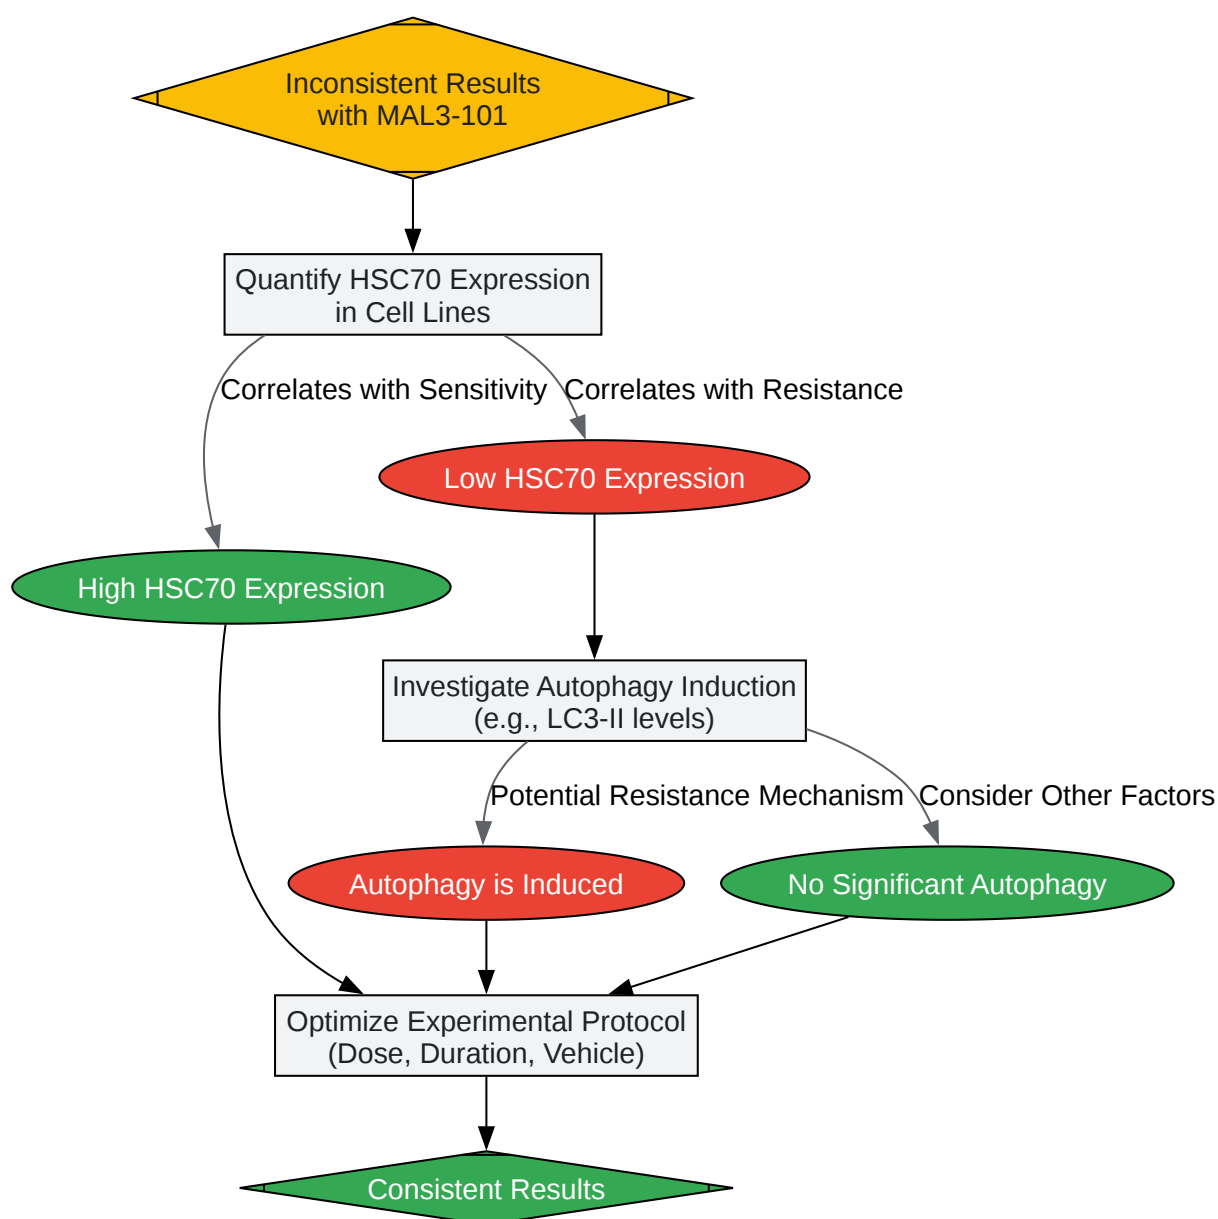 Inconsistent Results
with MAL3-101
Quantify HSC70 Expression
in Cell Lines
Correlates with Sensitivity
Correlates with Resistance
Low HSC70 Expression
High HSC70 Expression
Investigate Autophagy Induction
(e.g., LC3-II levels)
Potential Resistance Mechanism
Consider Other Factors
Autophagy is Induced
No Significant Autophagy
Optimize Experimental Protocol
(Dose, Duration, Vehicle)
Consistent Results